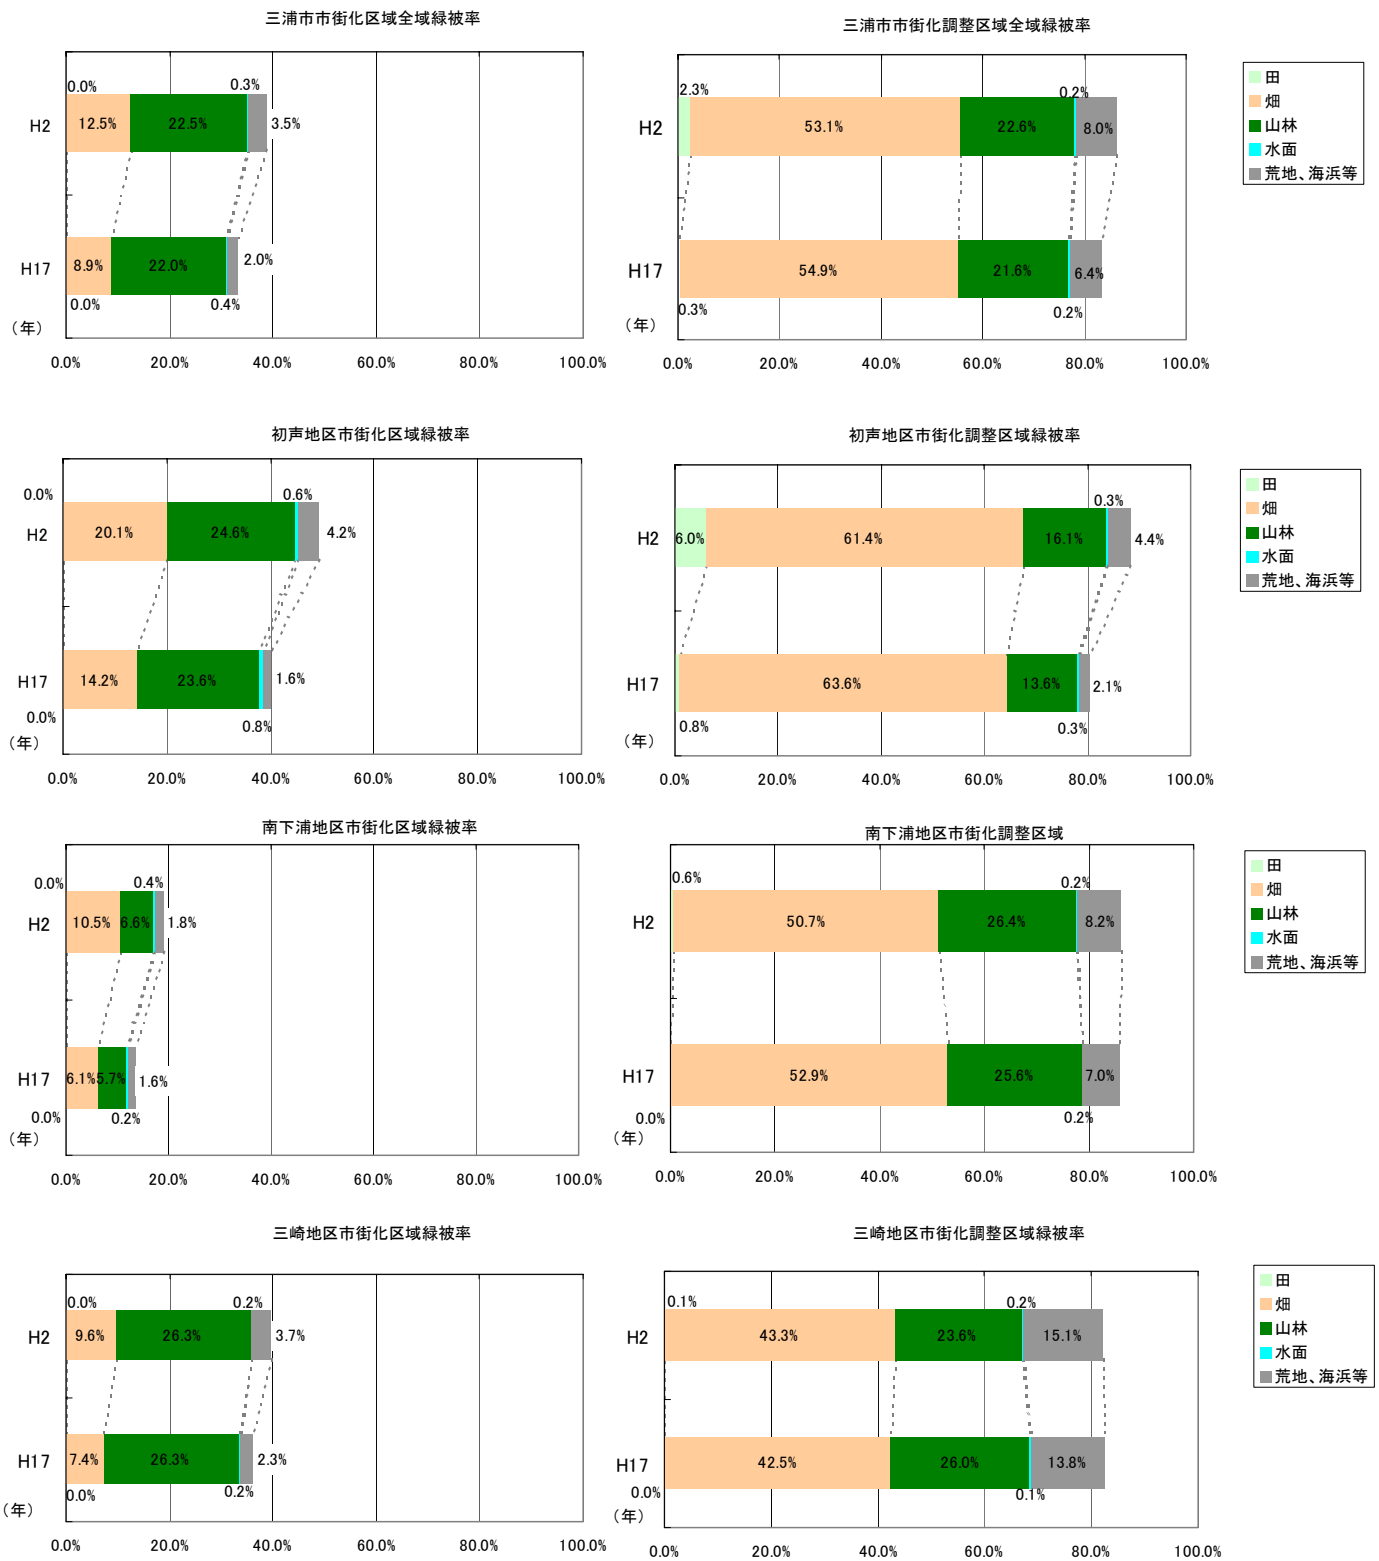 三浦市市街化区域全域緑被率
0.0%
0.3%
H2
12.5%
22.5%
3.5%
H17
8.9%
22.0%
2.0%
0.0%
0.4%
（年）
0.0%
20.0%
40.0%
60.0%
80.0%
100.0%
三浦市市街化調整区域全域緑被率
2.3%
0.2%
H2
53.1%
22.6%
8.0%
H17
54.9%
21.6%
6.4%
0.3%
0.2%
（年）
0.0%
20.0%
40.0%
60.0%
80.0%
100.0%
田
畑
山林
水面
荒地、海浜等
初声地区市街化区域緑被率
0.0%
0.6%
H2
20.1%
24.6%
4.2%
H17
14.2%
23.6%
1.6%
0.0%
0.8%
（年）
0.0%
20.0%
40.0%
60.0%
80.0%
100.0%
初声地区市街化調整区域緑被率
0.3%
H2
6.0%
61.4%
16.1%
4.4%
H17
63.6%
13.6%
2.1%
0.8%
0.3%
（年）
0.0%
20.0%
40.0%
60.0%
80.0%
100.0%
田
畑
山林
水面
荒地、海浜等
南下浦地区市街化区域緑被率
0.0%
0.4%
H2
10.5%
6.6%
1.8%
H17
6.1%
5.7%
1.6%
0.0%
0.2%
（年）
0.0%
20.0%
40.0%
60.0%
80.0%
100.0%
南下浦地区市街化調整区域
0.6%
0.2%
H2
50.7%
26.4%
8.2%
H17
52.9%
25.6%
7.0%
0.0%
0.2%
（年）
0.0%
20.0%
40.0%
60.0%
80.0%
100.0%
田
畑
山林
水面
荒地、海浜等
三崎地区市街化区域緑被率
0.0%
0.2%
H2
9.6%
26.3%
3.7%
H17
7.4%
26.3%
2.3%
0.0%
0.2%
（年）
0.0%
20.0%
40.0%
60.0%
80.0%
100.0%
三崎地区市街化調整区域緑被率
0.1%
0.2%
H2
43.3%
23.6%
15.1%
H17
42.5%
26.0%
13.8%
0.0%
0.1%
（年）
0.0%
20.0%
40.0%
60.0%
80.0%
100.0%
田
畑
山林
水面
荒地、海浜等